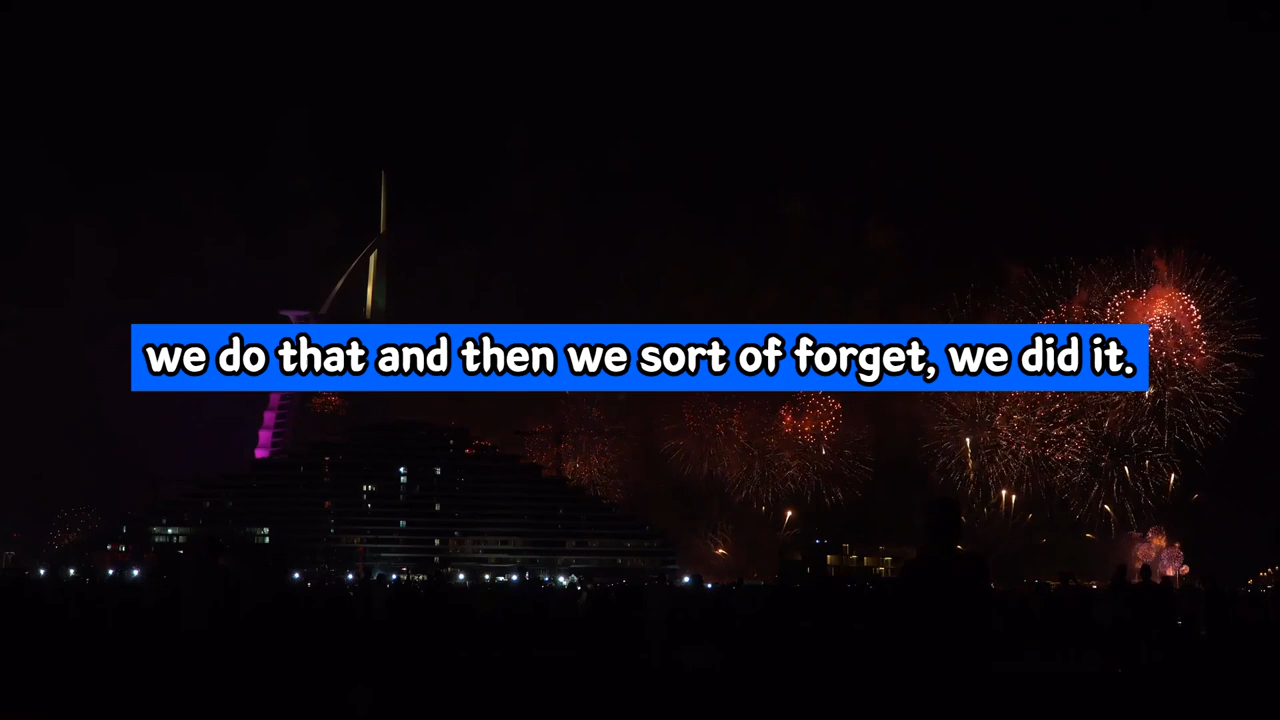 we do that and then we sort of forget, we did it.